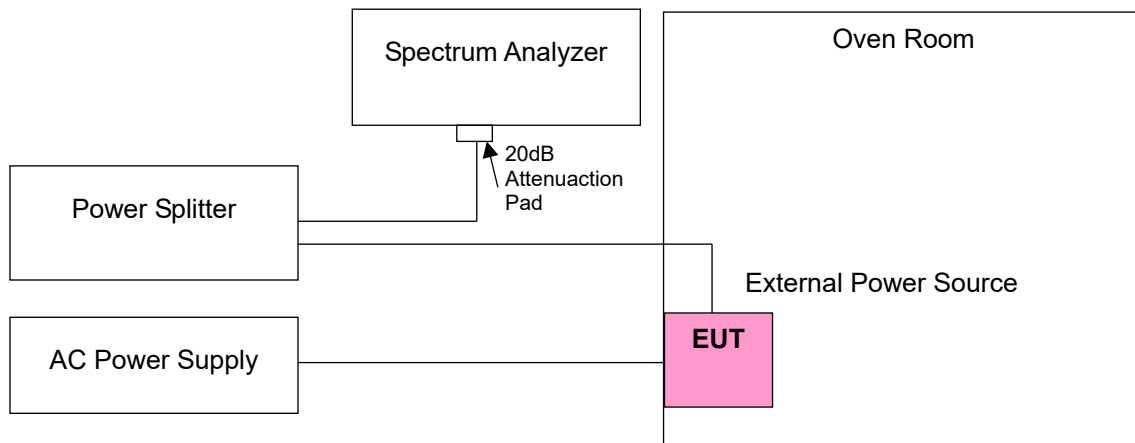 Spectrum Analyzer
Oven Room
20dB
Attenuaction
Pad
Power Splitter
External Power Source
EUT
AC Power Supply